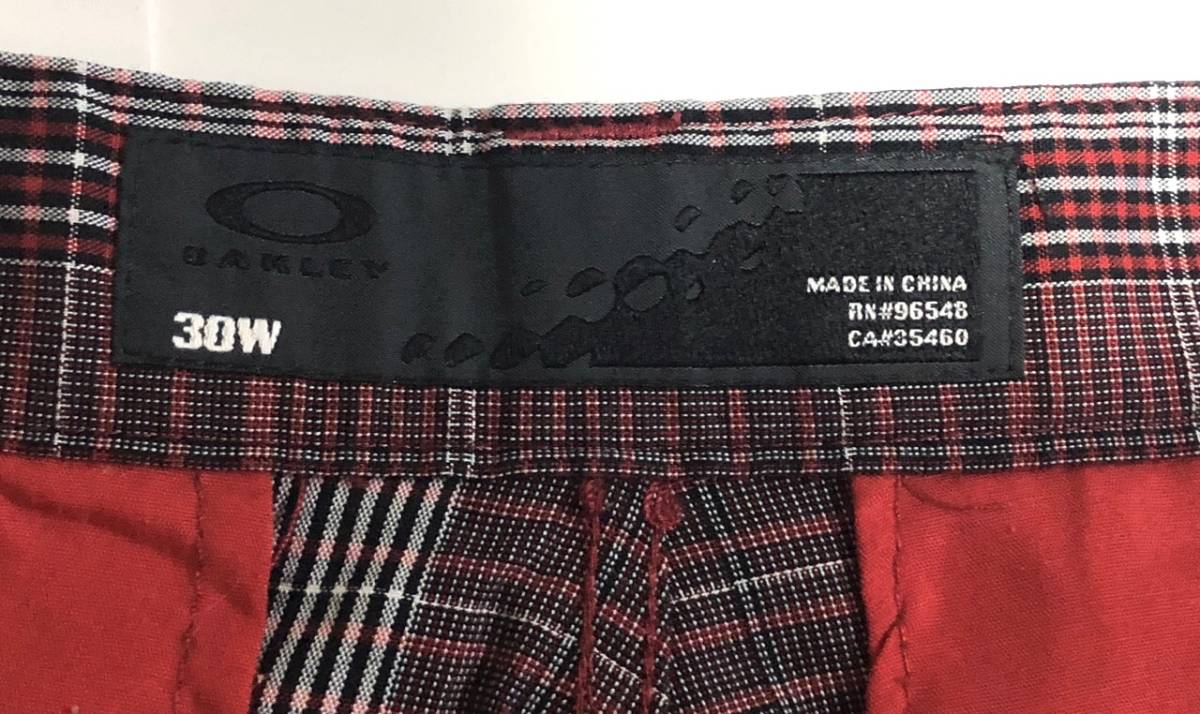 OAKLEY
30W
MADE IN CHINA
RN#96548
CA#35460